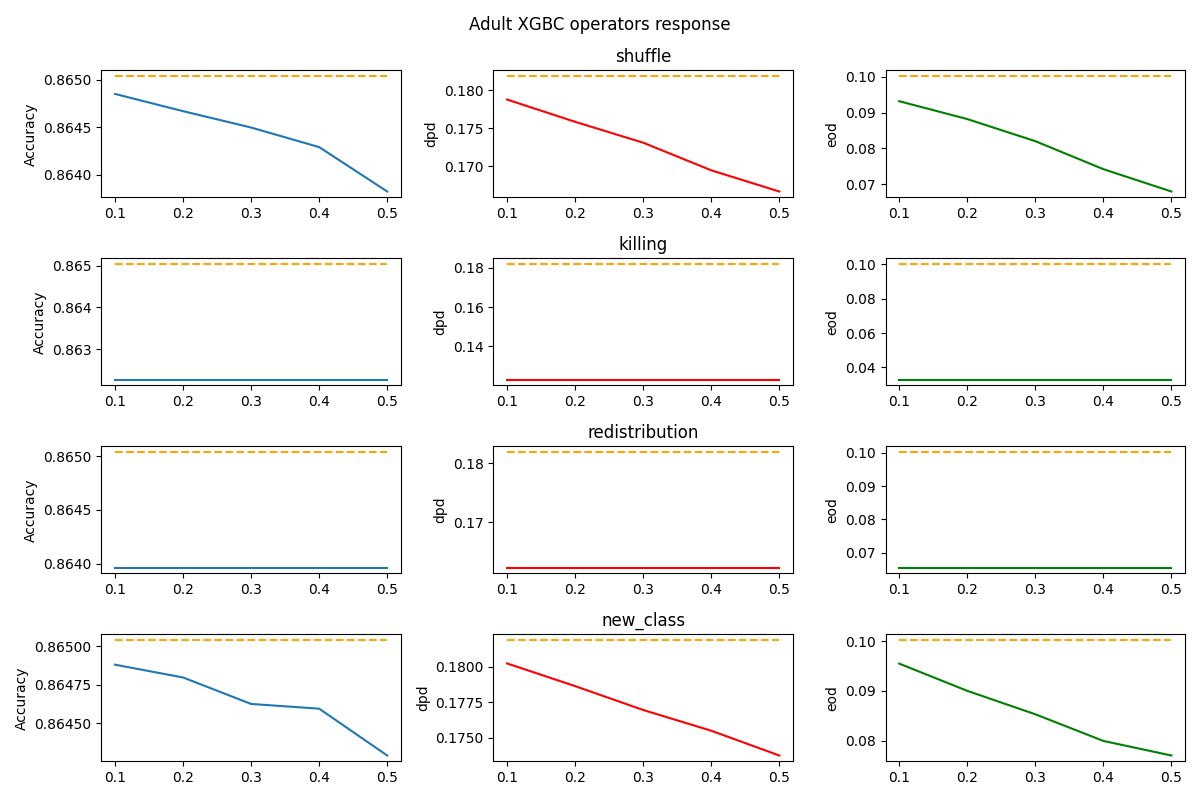 Adult XGBC operators response
shuffle
Accuracy
0.8650
0.8645
0.8640
0.1 0.2 0.3 0.4 0.5
dpd
0.180
0.175
0.170
0.1 0.2 0.3 0.4 0.5
eod
0.10
0.09
0.08
0.07
0.1 0.2 0.3 0.4 0.5
killing
Accuracy
0.865
0.864
0.863
0.1 0.2 0.3 0.4 0.5
dpd
0.18
0.16
0.14
0.1 0.2 0.3 0.4 0.5
eod
0.10
0.08
0.06
0.04
0.1 0.2 0.3 0.4 0.5
redistribution
Accuracy
0.8650
0.8645
0.8640
0.1 0.2 0.3 0.4 0.5
dpd
0.18
0.17
0.1 0.2 0.3 0.4 0.5
eod
0.10
0.09
0.08
0.07
0.1 0.2 0.3 0.4 0.5
new_class
Accuracy
0.86500
0.86475
0.86450
0.1 0.2 0.3 0.4 0.5
dpd
0.1800
0.1775
0.1750
0.1 0.2 0.3 0.4 0.5
eod
0.10
0.09
0.08
0.1 0.2 0.3 0.4 0.5